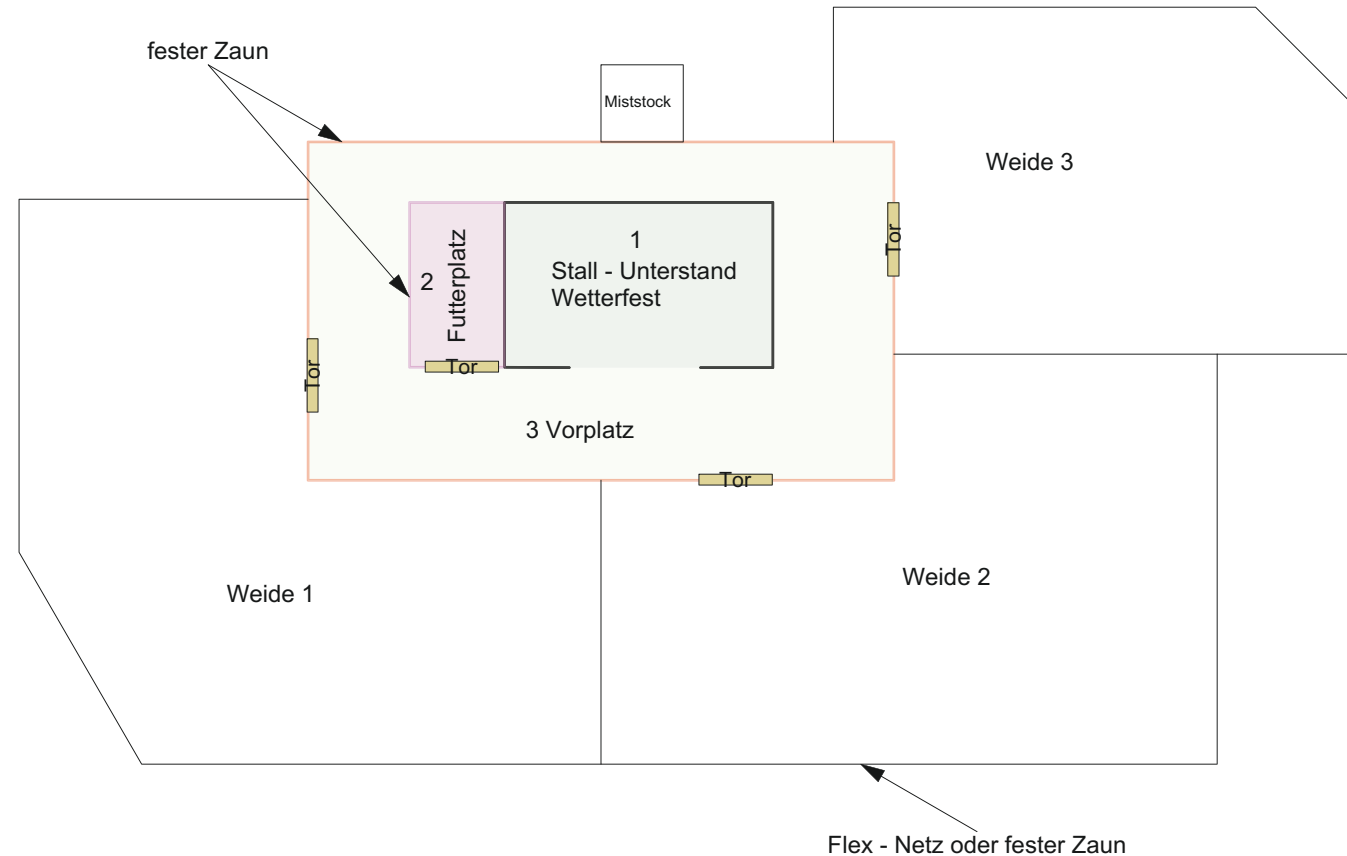 fester Zaun
Miststock
Weide 3
Tor
1
Stall - Unterstand
Wetterfest
2
Futterplatz
Tor
Tor
3 Vorplatz
Tor
Weide 1
Weide 2
Flex - Netz oder fester Zaun